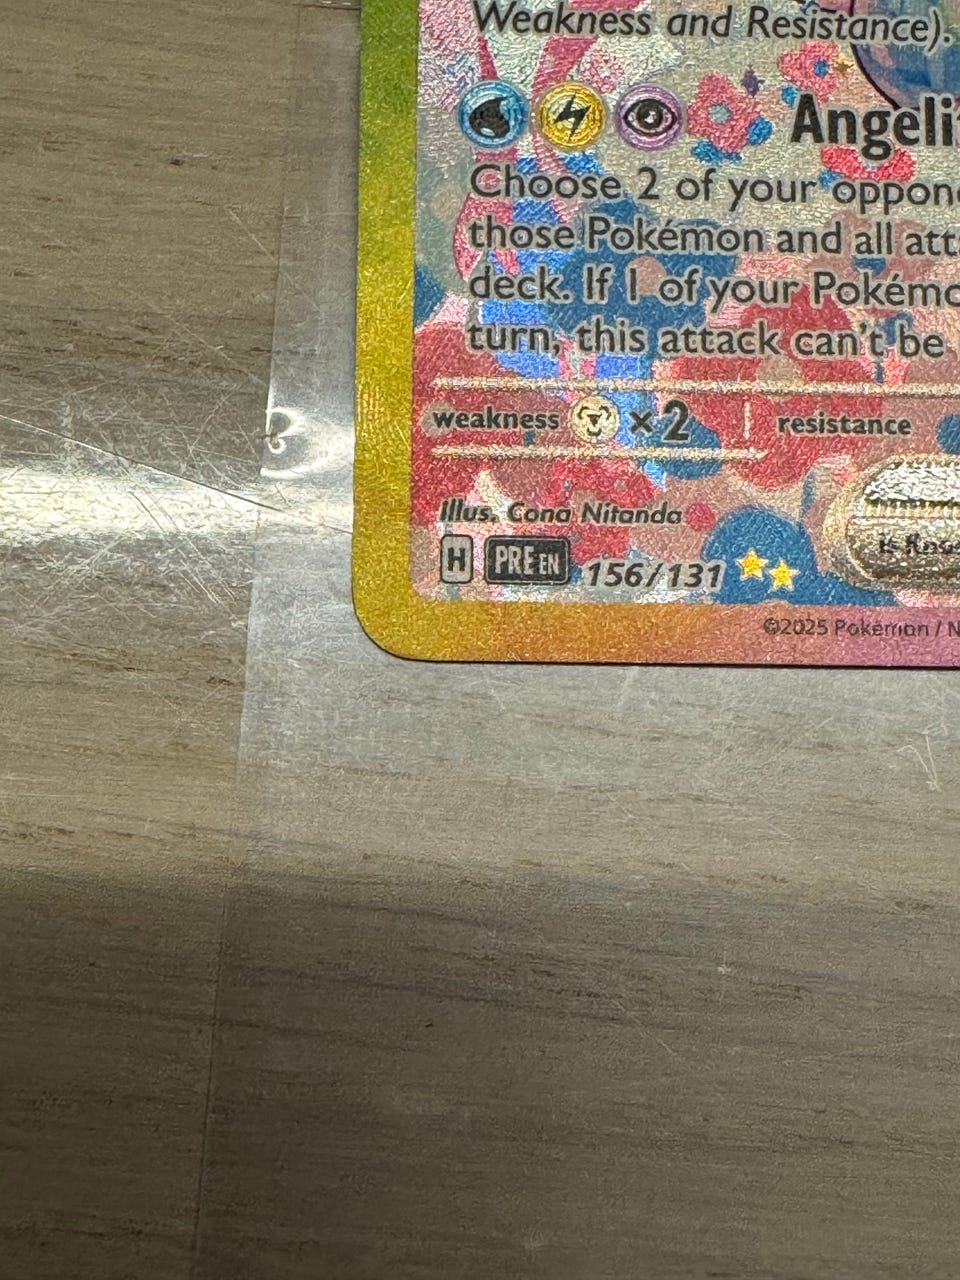 Weakness and Resistance).
Angeli
Choose 2 of your oppon
those Pokémon and all att
deck. If 1 of your Pokémo
turn, this attack can't be
weakness ×2 resistance
Illus. Cona Nitanda
H PRE EN 156/131
©2025 Pokémon / N